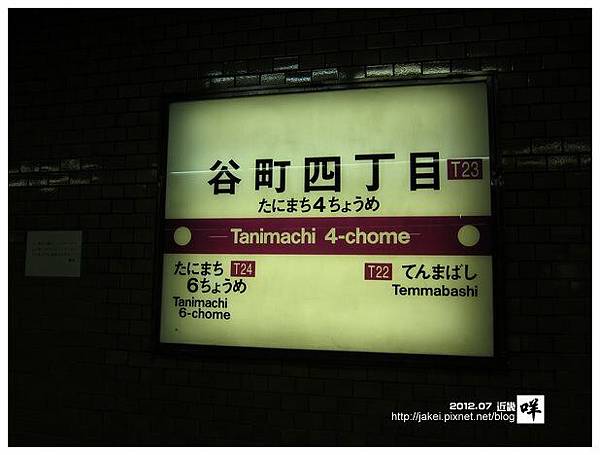 谷町四丁目 T23
たにまち4ちょうめ
Tanimachi 4-chome
たにまち T24
6ちょうめ
Tanimachi
6-chome
T22 てんまばし
Temmabashi
2012.07 近畿 咩
http://jakei.pixnet.net/blog